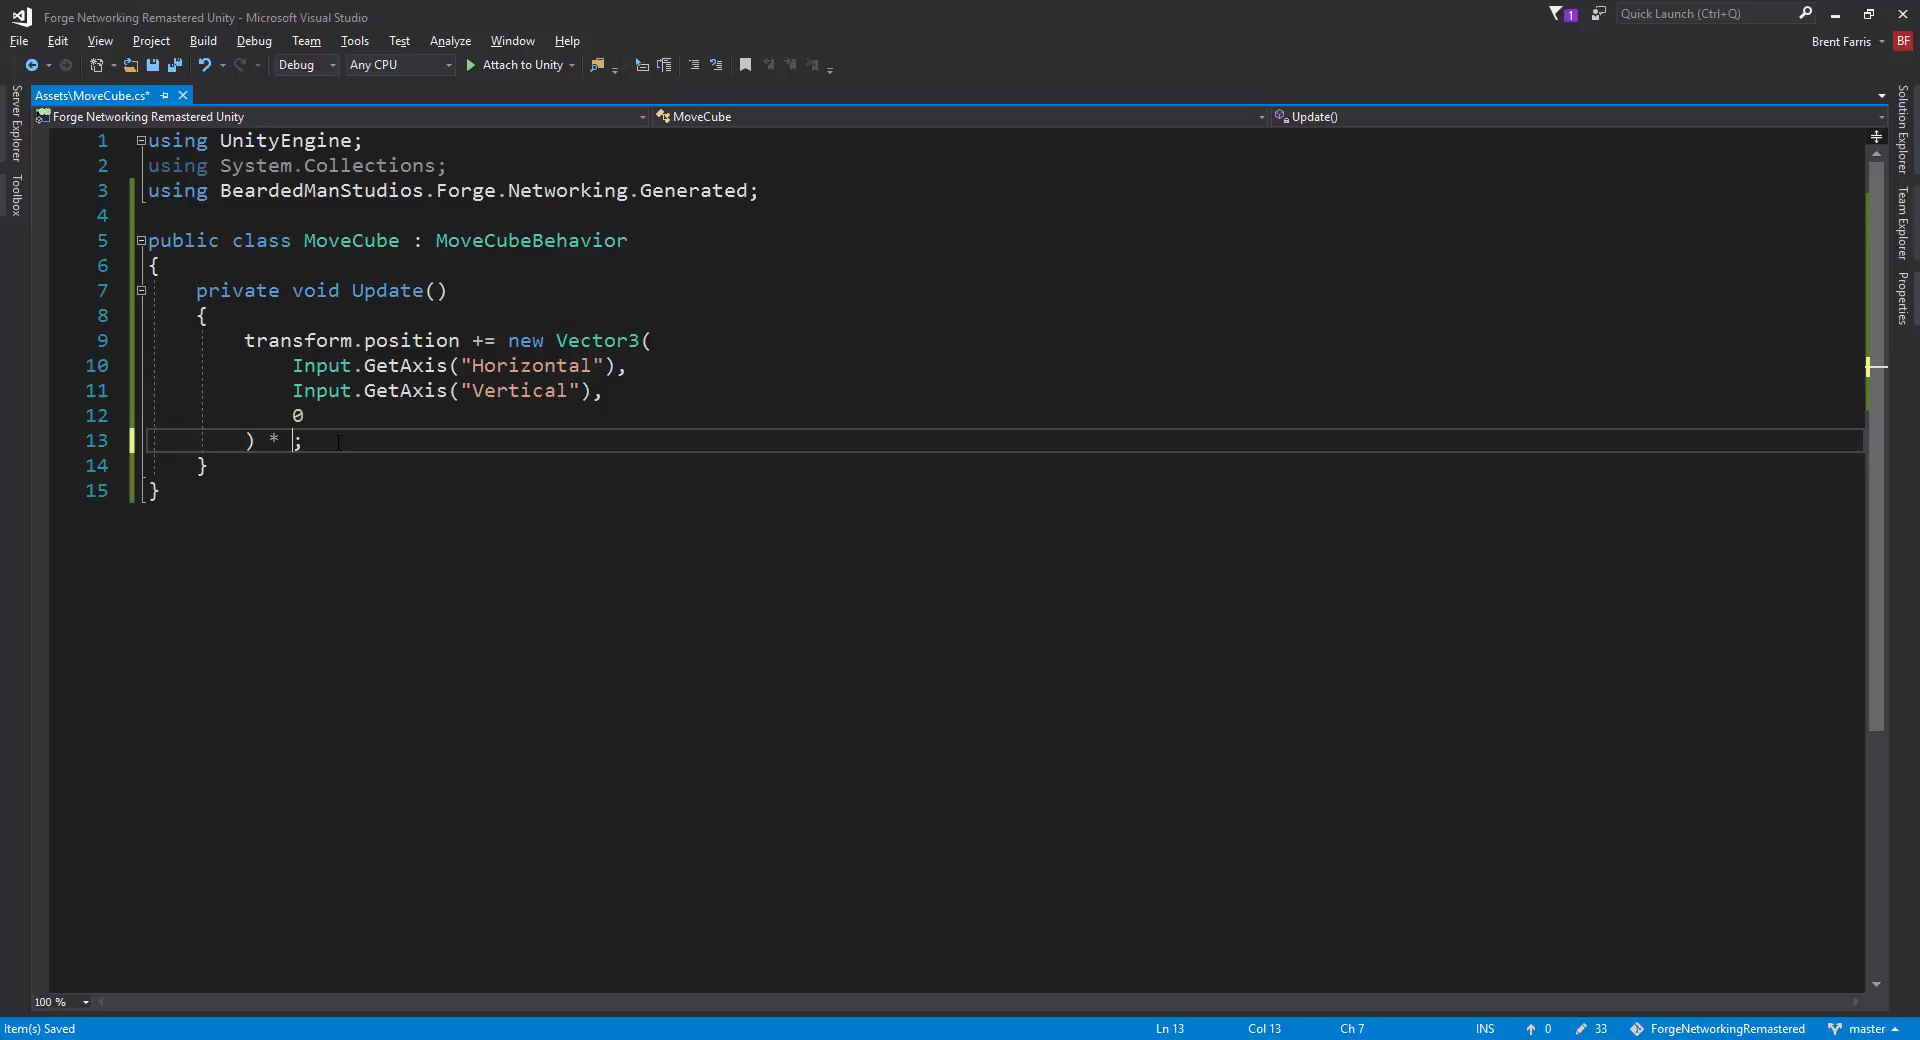 Forge Networking Remastered Unity - Microsoft Visual Studio
1
Quick Launch (Ctrl+Q)
File Edit View Project Build Debug Team Tools Test Analyze Window Help
Brent Farris BF
Debug Any CPU Attach to Unity
Assets\MoveCube.cs*
Forge Networking Remastered Unity MoveCube Update()
Server Explorer
Toolbox
Solution Explorer
Team Explorer
Properties
1 using UnityEngine;
2 using System.Collections;
3 using BeardedManStudios.Forge.Networking.Generated;
4
5 public class MoveCube : MoveCubeBehavior
6 {
7 private void Update()
8 {
9 transform.position += new Vector3(
10 Input.GetAxis("Horizontal"),
11 Input.GetAxis("Vertical"),
12 0
13 ) * ;
14 }
15 }
100 %
Item(s) Saved Ln 13 Col 13 Ch 7 INS 0 33 ForgeNetworkingRemastered master